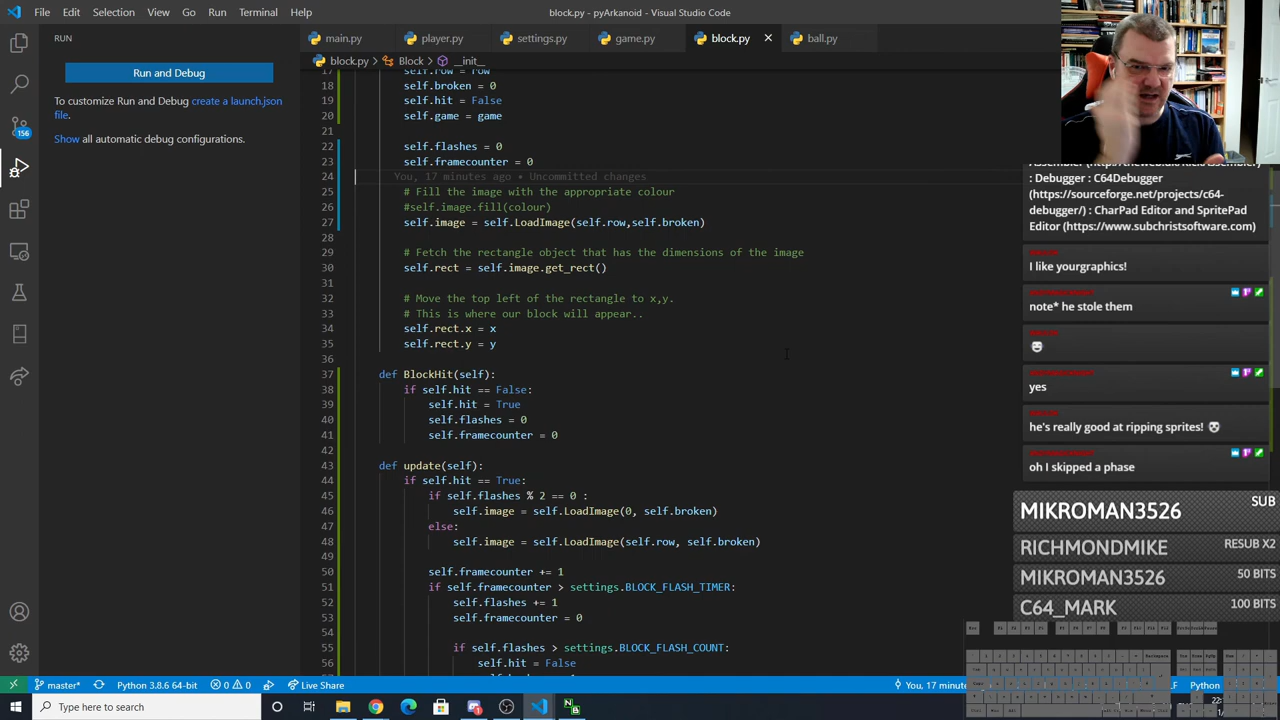 File Edit Selection View Go Run Terminal Help
block.py - pyArkanoid - Visual Studio Code
RUN
Run and Debug
To customize Run and Debug create a launch.json
file.
Show all automatic debug configurations.
156
main.py
player.py
settings.py
game.py
block.py
ball.py
block.py > Block > __init__
17 self.row = row
18 self.broken = 0
19 self.hit = False
20 self.game = game
21
22 self.flashes = 0
23 self.framecounter = 0
24 You, 17 minutes ago • Uncommitted changes
25 # Fill the image with the appropriate colour
26 #self.image.fill(colour)
27 self.image = self.LoadImage(self.row,self.broken)
28
29 # Fetch the rectangle object that has the dimensions of the image
30 self.rect = self.image.get_rect()
31
32 # Move the top left of the rectangle to x,y.
33 # This is where our block will appear..
34 self.rect.x = x
35 self.rect.y = y
36
37 def BlockHit(self):
38 if self.hit == False:
39 self.hit = True
40 self.flashes = 0
41 self.framecounter = 0
42
43 def update(self):
44 if self.hit == True:
45 if self.flashes % 2 == 0 :
46 self.image = self.LoadImage(0, self.broken)
47 else:
48 self.image = self.LoadImage(self.row, self.broken)
49
50 self.framecounter += 1
51 if self.framecounter > settings.BLOCK_FLASH_TIMER:
52 self.flashes += 1
53 self.framecounter = 0
54
55 if self.flashes > settings.BLOCK_FLASH_COUNT:
56 self.hit = False
: Debugger : C64Debugger
(https://sourceforge.net/projects/c64-
debugger/) : CharPad Editor and SpritePad
Editor (https://www.subchristsoftware.com)
I like yourgraphics!
note* he stole them
yes
he's really good at ripping sprites!
oh I skipped a phase
MIKROMAN3526 SUB
RICHMONDMIKE RESUB X2
MIKROMAN3526 50 BITS
C64_MARK 100 BITS
master* Python 3.8.6 64-bit 0 0 Live Share
You, 17 minute
LF Python
Type here to search